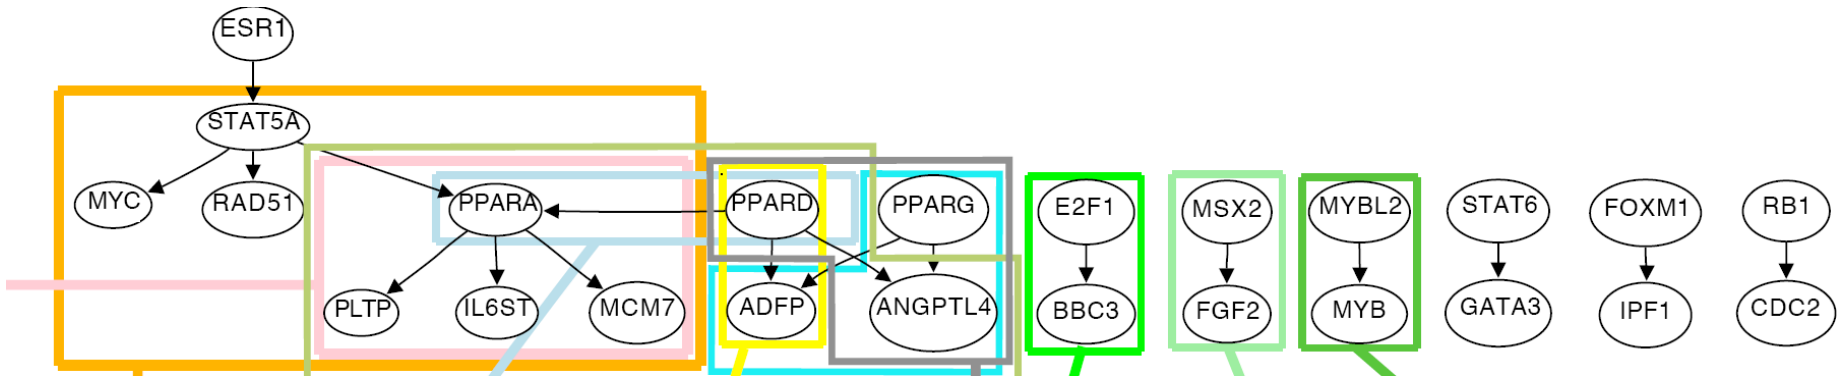 ESR1
STAT5A
MYC RAD51 PPARA PPARD PPARG E2F1 MSX2 MYBL2 STAT6 FOXM1 RB1
PLTP IL6ST MCM7 ADFP ANGPTL4 BBC3 FGF2 MYB GATA3 IPF1 CDC2